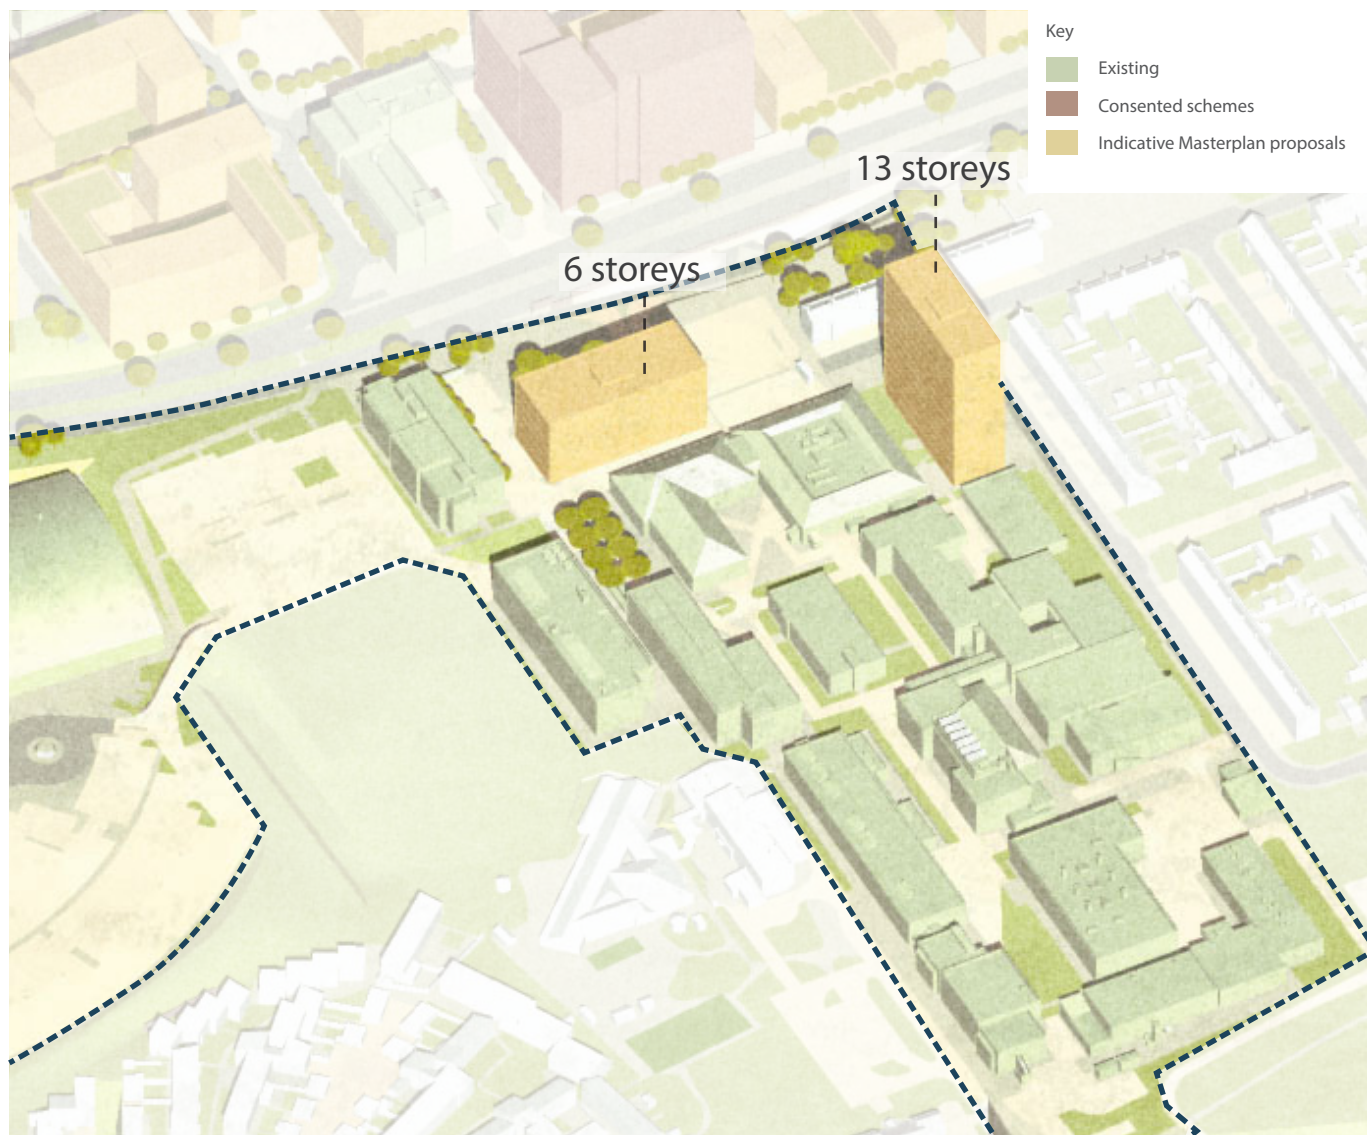 Key
Existing
Consented schemes
Indicative Masterplan proposals
13 storeys
6 storeys